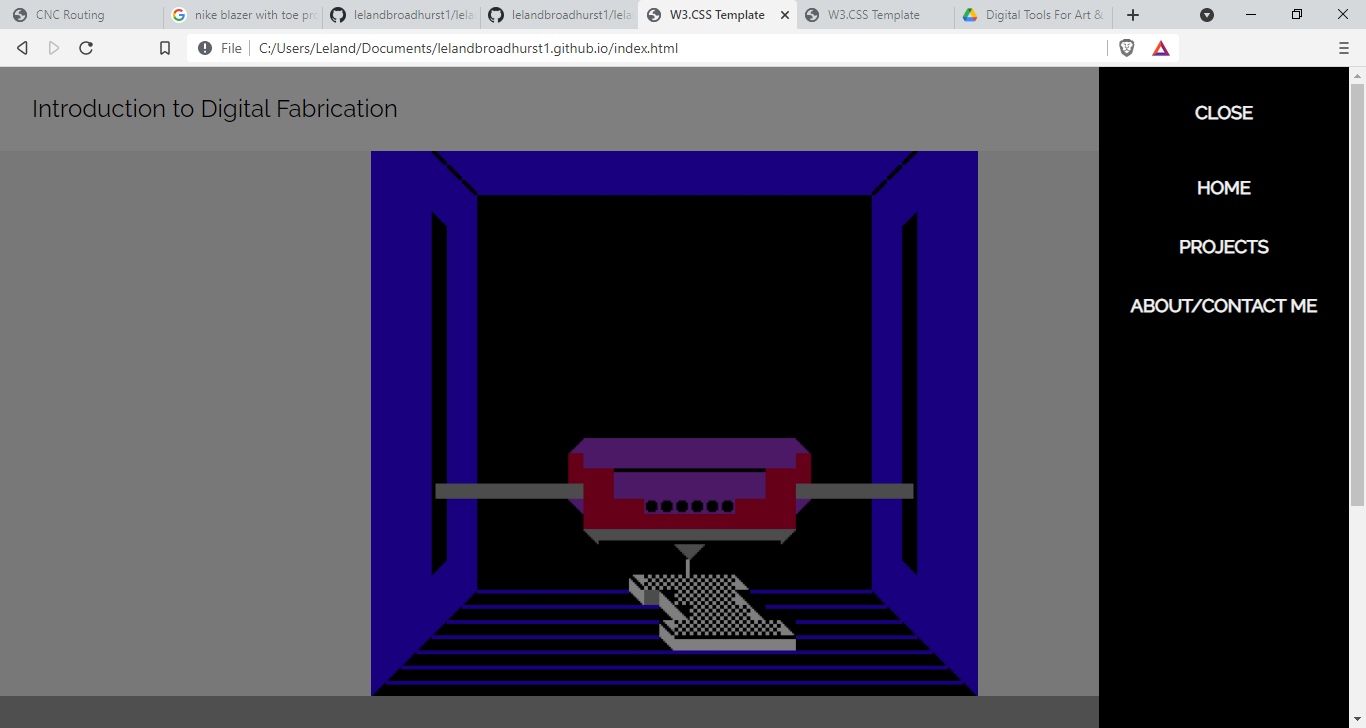 CNC Routing
nike blazer with toe pro
lelandbroadhurst1/lela
lelandbroadhurst1/lela
W3.CSS Template
W3.CSS Template
Digital Tools For Art &
File
C:/Users/Leland/Documents/lelandbroadhurst1.github.io/index.html
Introduction to Digital Fabrication
CLOSE
HOME
PROJECTS
ABOUT/CONTACT ME